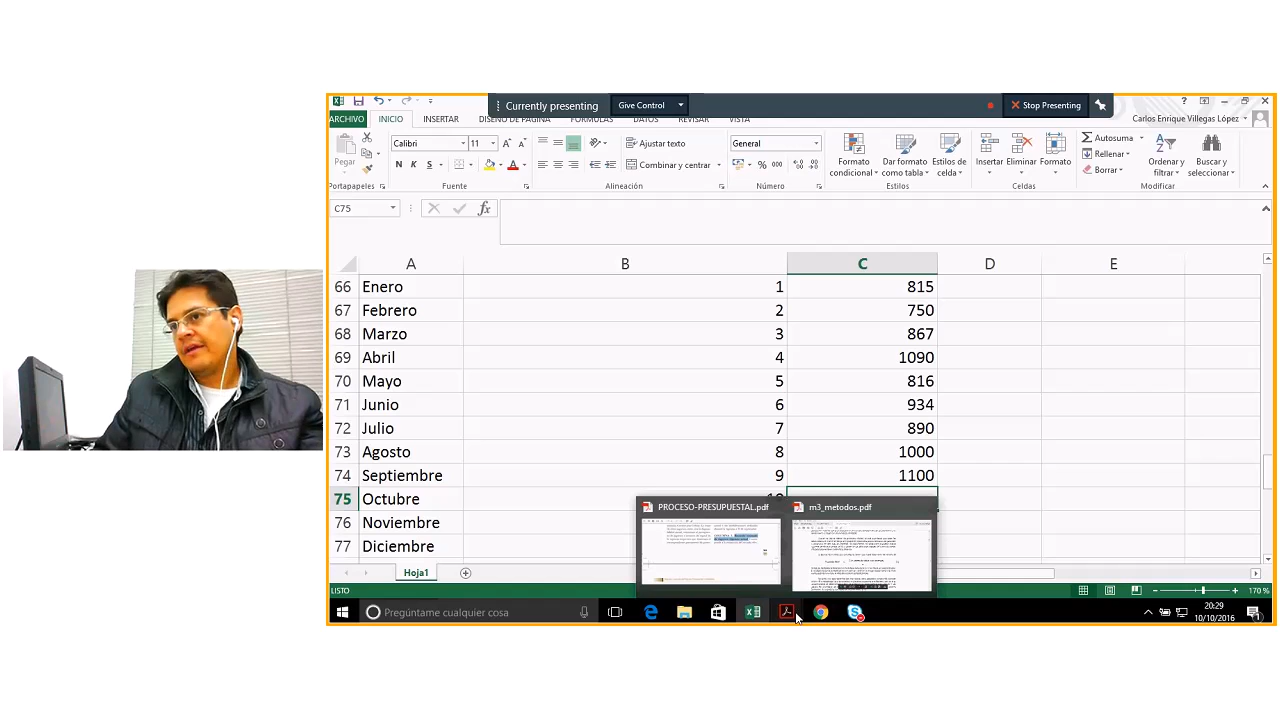 Currently presenting
Give Control
Stop Presenting
ARCHIVO INICIO INSERTAR DISEÑO DE PÁGINA FÓRMULAS DATOS REVISAR VISTA
Carlos Enrique Villegas López
Pegar
Calibri 11
N K S
Ajustar texto
Combinar y centrar
General
% 000
Formato condicional
Dar formato como tabla
Estilos de celda
Insertar
Eliminar
Formato
Autosuma
Rellenar
Borrar
Ordenar y filtrar
Buscar y seleccionar
Portapapeles Fuente Alineación Número Estilos Celdas Modificar
C75 fx
A B C D E
66 Enero 1 815
67 Febrero 2 750
68 Marzo 3 867
69 Abril 4 1090
70 Mayo 5 816
71 Junio 6 934
72 Julio 7 890
73 Agosto 8 1000
74 Septiembre 9 1100
75 Octubre 10
76 Noviembre
77 Diciembre
PROCESO-PRESUPUESTAL.pdf
m3_metodos.pdf
Hoja1
LISTO 170 %
Pregúntame cualquier cosa
20:29
10/10/2016